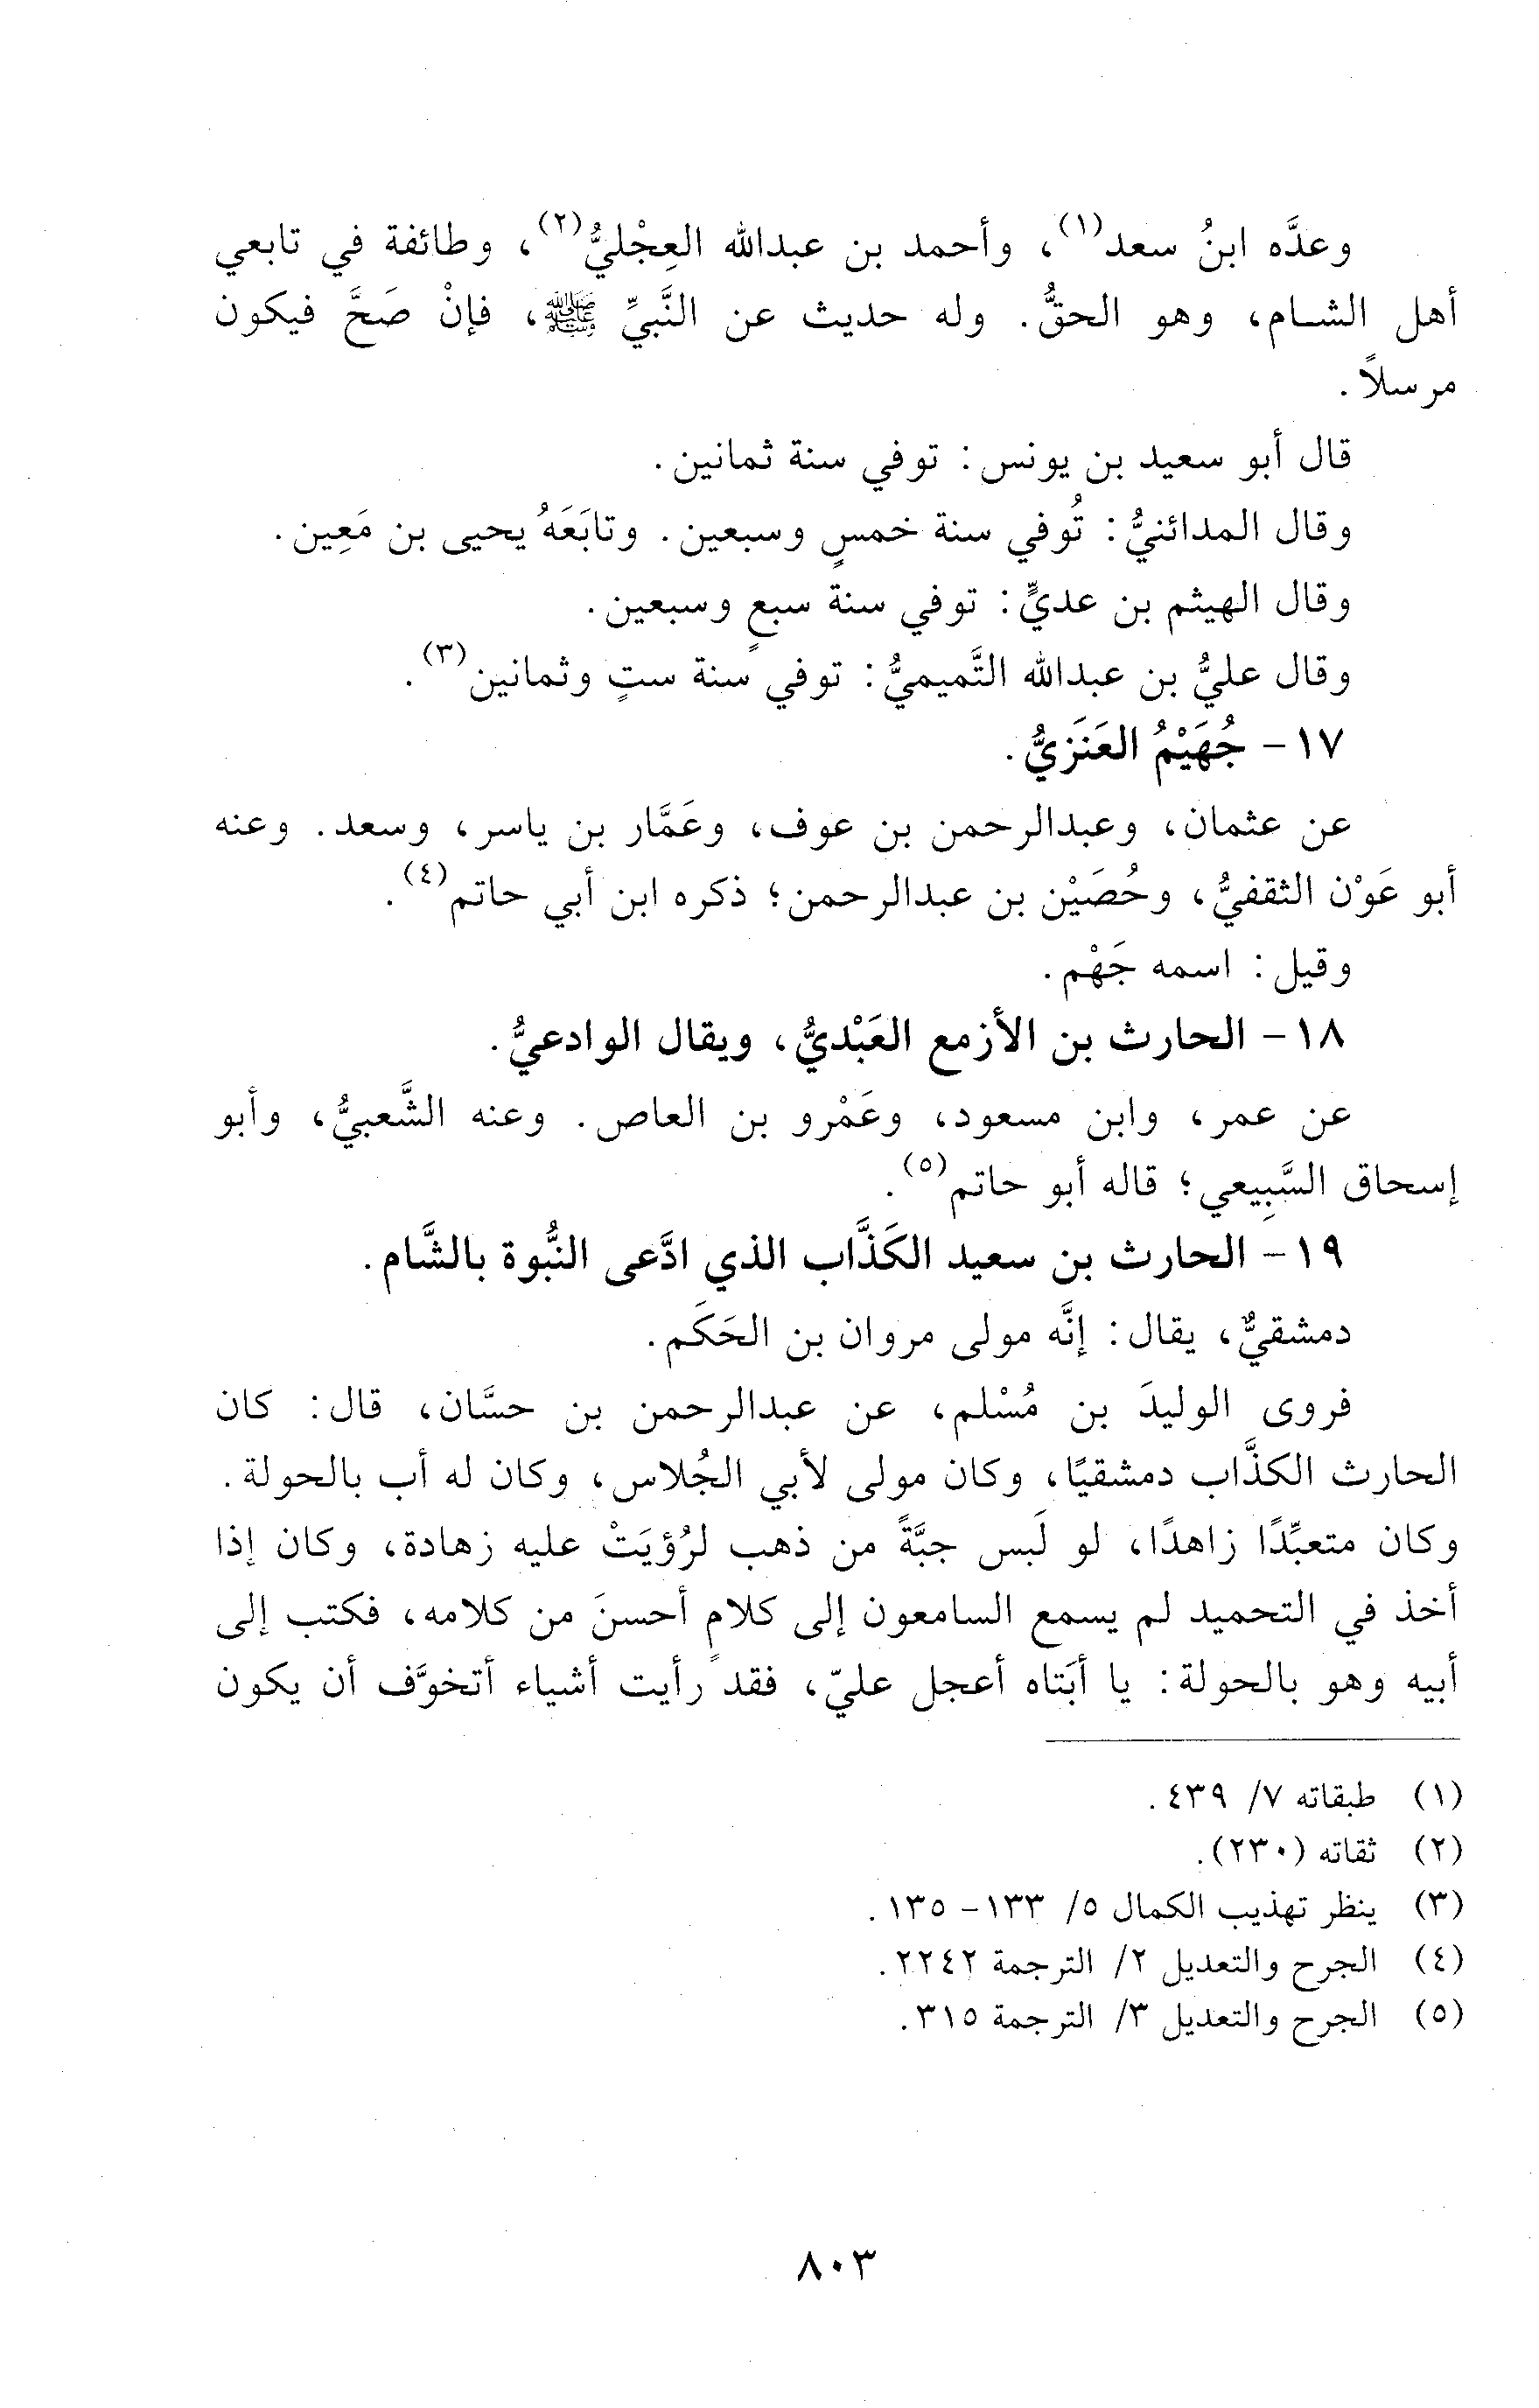 وعدَّه ابنُ سعد(١)، وأحمد بن عبدالله العِجْليُّ(٢)، وطائفة في تابعي
أهل الشام، وهو الحقُّ. وله حديث عن النَّبيِّ ﷺ، فإنْ صَحَّ فيكون
مرسلاً.
قال أبو سعيد بن يونس: توفي سنة ثمانين.
وقال المدائنيُّ: تُوفي سنة خمسٍ وسبعين. وتابَعَهُ يحيى بن مَعِين.
وقال الهيثم بن عديٍّ: توفي سنة سبعٍ وسبعين.
وقال عليُّ بن عبدالله التَّميميُّ: توفي سنة ستٍ وثمانين(٣).
١٧ - جُهَيْمُ العَنَزيُّ.
عن عثمان، وعبدالرحمن بن عوف، وعَمَّار بن ياسر، وسعد. وعنه
أبو عَوْن الثقفيُّ، وحُصَيْن بن عبدالرحمن؛ ذكره ابن أبي حاتم(٤).
وقيل: اسمه جَهْم.
١٨ - الحارث بن الأزمع العَبْديُّ، ويقال الوادعيُّ.
عن عمر، وابن مسعود، وعَمْرو بن العاص. وعنه الشَّعبيُّ، وأبو
إسحاق السَّبِيعي؛ قاله أبو حاتم(٥).
١٩ - الحارث بن سعيد الكَذَّاب الذي ادَّعى النُّبوة بالشَّام.
دمشقيٌّ، يقال: إنَّه مولى مروان بن الحَكَم.
فروى الوليدَ بن مُسْلم، عن عبدالرحمن بن حسَّان، قال: كان
الحارث الكذَّاب دمشقيًا، وكان مولى لأبي الجُلاس، وكان له أب بالحولة.
وكان متعبِّدًا زاهدًا، لو لَبس جبَّةً من ذهب لرُؤيَتْ عليه زهادة، وكان إذا
أخذ في التحميد لم يسمع السامعون إلى كلامٍ أحسنَ من كلامه، فكتب إلى
أبيه وهو بالحولة: يا أبَتاه أعجل عليّ، فقد رأيت أشياء أتخوَّف أن يكون
(١) طبقاته ٧/ ٤٣٩.
(٢) ثقاته (٢٣٠).
(٣) ينظر تهذيب الكمال ٥/ ١٣٣- ١٣٥.
(٤) الجرح والتعديل ٢/ الترجمة ٢٢٤٢.
(٥) الجرح والتعديل ٣/ الترجمة ٣١٥.
٨٠٣